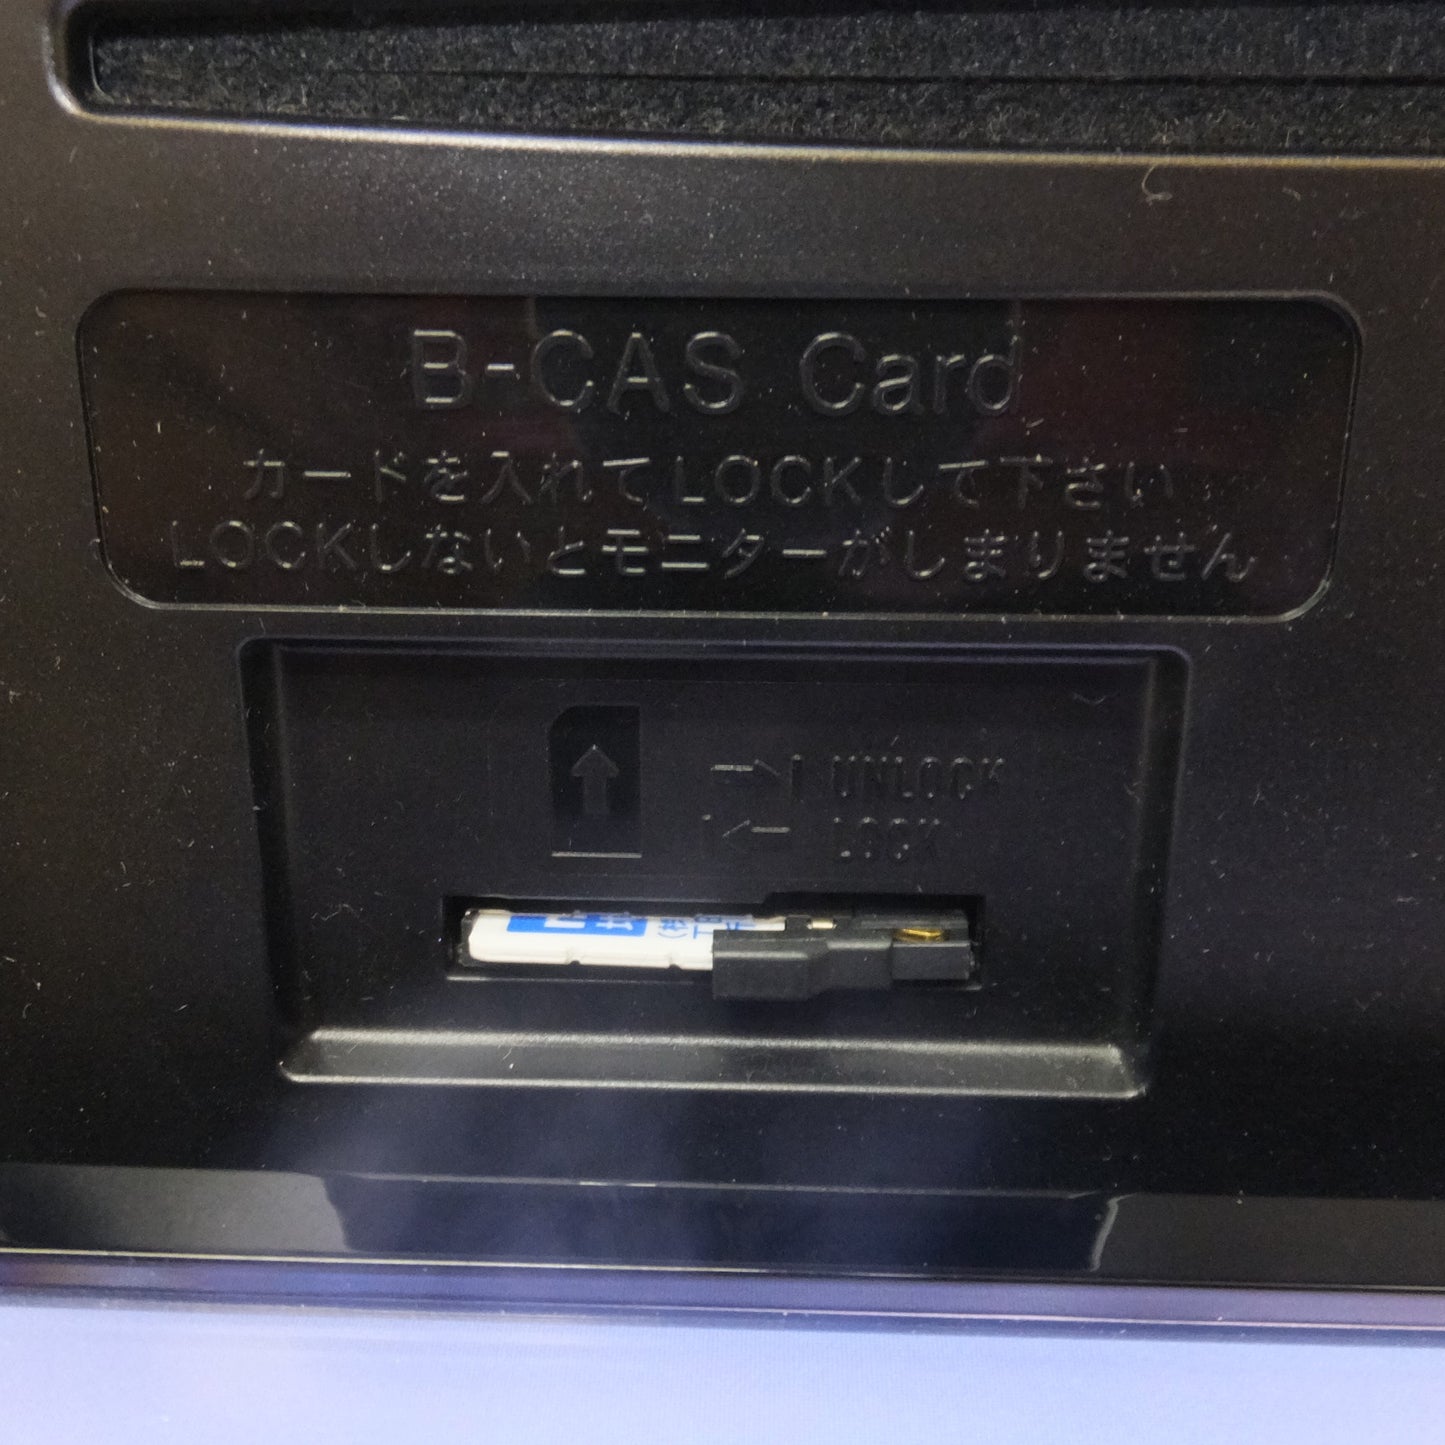 B-CAS Card
カードを入れてLOCKして下さい
LOCKしないとモニターがしまりません
UNLOCK
LOCK